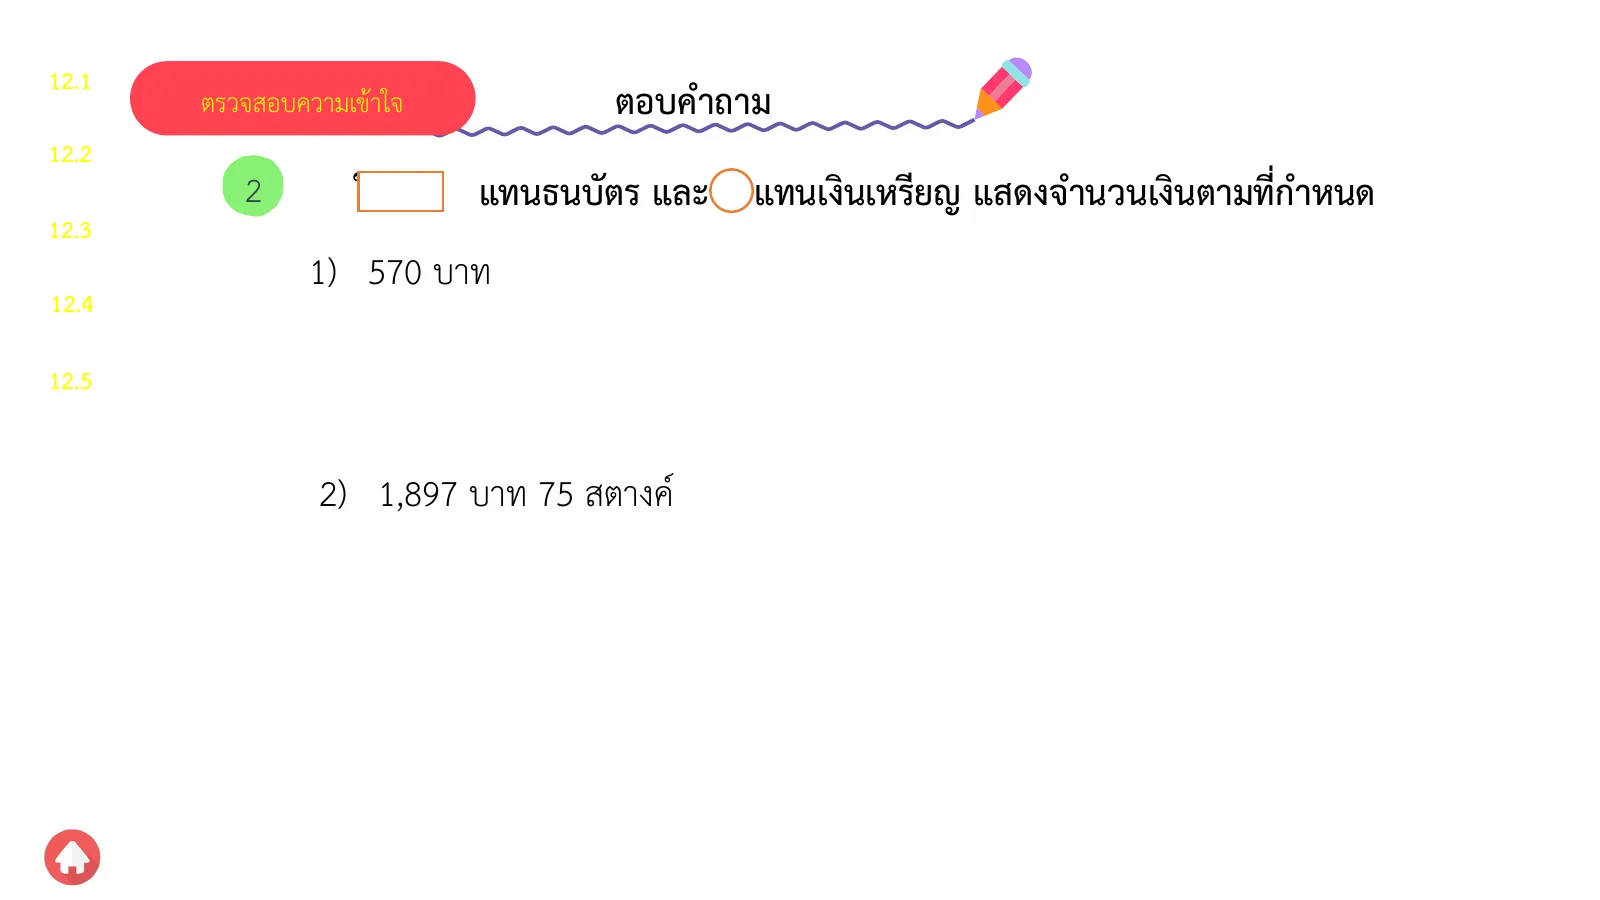 12.1
ตรวจสอบความเข้าใจ
ตอบคำถาม
12.2
2 แทนธนบัตร และ แทนเงินเหรียญ แสดงจำนวนเงินตามที่กำหนด
12.3
1) 570 บาท
12.4
12.5
2) 1,897 บาท 75 สตางค์